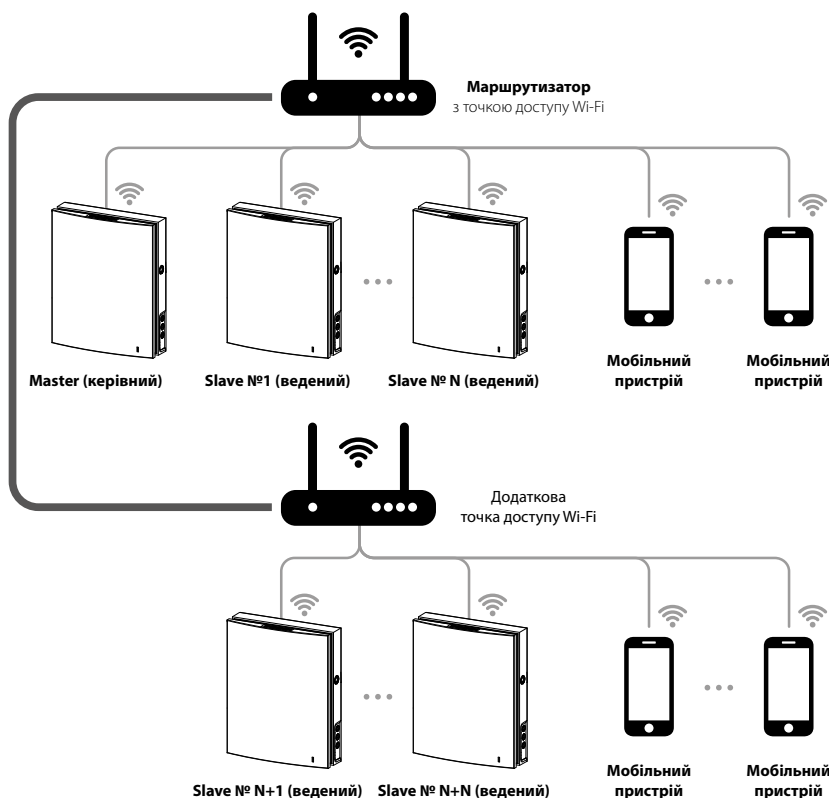 Маршрутизатор
з точкою доступу Wi-Fi
Master (керівний)
Slave №1 (ведений)
Slave № N (ведений)
Мобільний
пристрій
Мобільний
пристрій
Додаткова
точка доступу Wi-Fi
Slave № N+1 (ведений)
Slave № N+N (ведений)
Мобільний
пристрій
Мобільний
пристрій